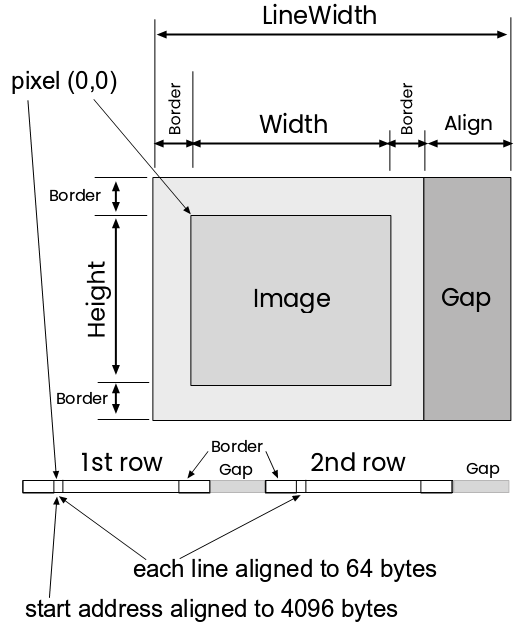 LineWidth
pixel (0,0)
Border
Width
Border
Align
Border
Height
Image
Gap
Border
1st row
Border
Gap
2nd row
Gap
each line aligned to 64 bytes
start address aligned to 4096 bytes